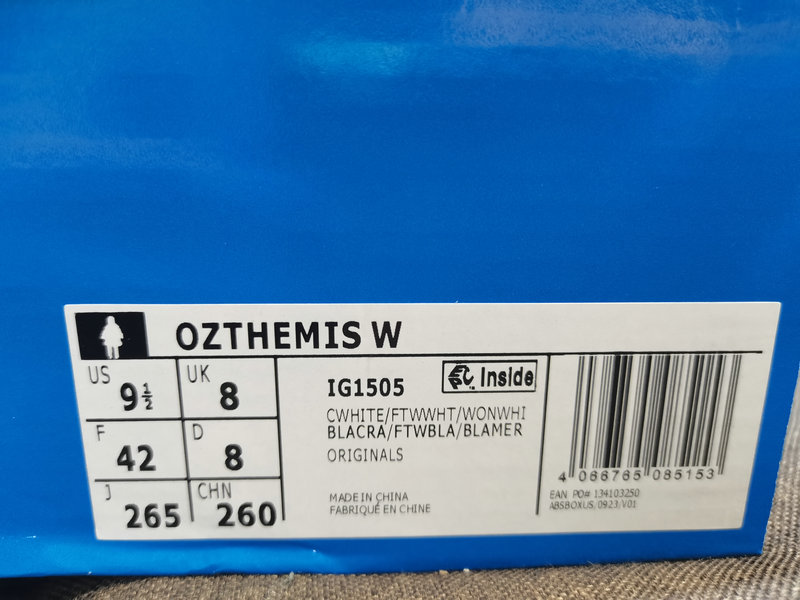 OZTHEMIS W
US 9½ UK 8
F 42 D 8
J 265 CHN 260
IG1505
Inside
CWHITE/FTWWHT/WONWHI
BLACRA/FTWBLA/BLAMER
ORIGINALS
MADE IN CHINA
FABRIQUÉ EN CHINE
4 066765 085153
EAN PO# 134103250
ABSBOXUS/0923/V01